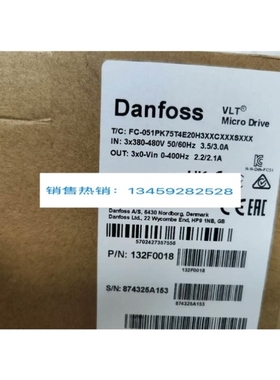 Danfoss
VLT®
Micro Drive
T/C: FC-051PK75T4E20H3XXCXXXSXXX
IN: 3x380-480V 50/60Hz 3.5/3.0A
OUT: 3x0-Vin 0-400Hz 2.2/2.1A
销售热销：13459282528
Danfoss A/S, 6430 Nordborg, Denmark
Danfoss Ltd., 22 Wycombe End, HP9 1NB, GB
5702427357556
P/N: 132F0018
132F0018
S/N: 874325A153
874325A153